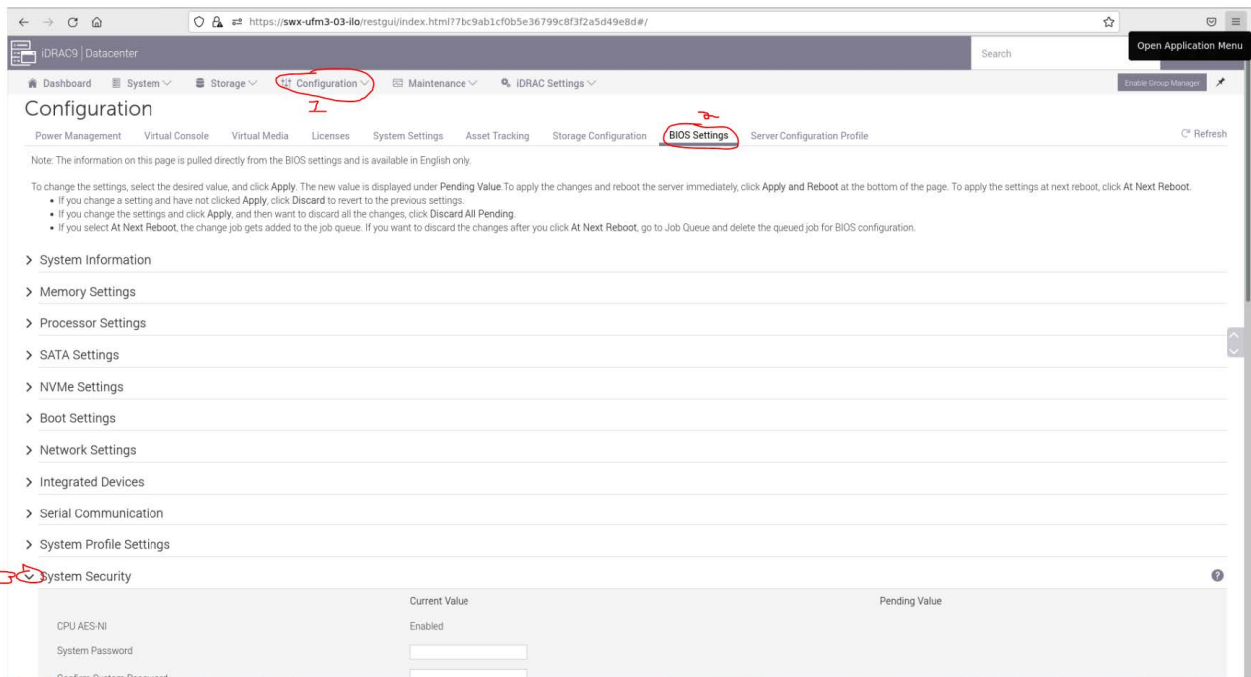 https://swx-ufm3-03-ilo/restgui/index.html?7bc9ab1cf0b5e36799c8f3f2a5d49e8d#/
Open Application Menu
iDRAC9 | Datacenter
Search
Dashboard System Storage Configuration Maintenance iDRAC Settings
Enable Group Manager
1
Configuration
2
Power Management Virtual Console Virtual Media Licenses System Settings Asset Tracking Storage Configuration BIOS Settings Server Configuration Profile
Refresh
Note: The information on this page is pulled directly from the BIOS settings and is available in English only.
To change the settings, select the desired value, and click Apply. The new value is displayed under Pending Value.To apply the changes and reboot the server immediately, click Apply and Reboot at the bottom of the page. To apply the settings at next reboot, click At Next Reboot.
• If you change a setting and have not clicked Apply, click Discard to revert to the previous settings.
• If you change the settings and click Apply, and then want to discard all the changes, click Discard All Pending.
• If you select At Next Reboot, the change job gets added to the job queue. If you want to discard the changes after you click At Next Reboot, go to Job Queue and delete the queued job for BIOS configuration.
System Information
Memory Settings
Processor Settings
SATA Settings
NVMe Settings
Boot Settings
Network Settings
Integrated Devices
Serial Communication
System Profile Settings
3
System Security
Current Value Pending Value
CPU AES-NI Enabled
System Password
Confirm System Password